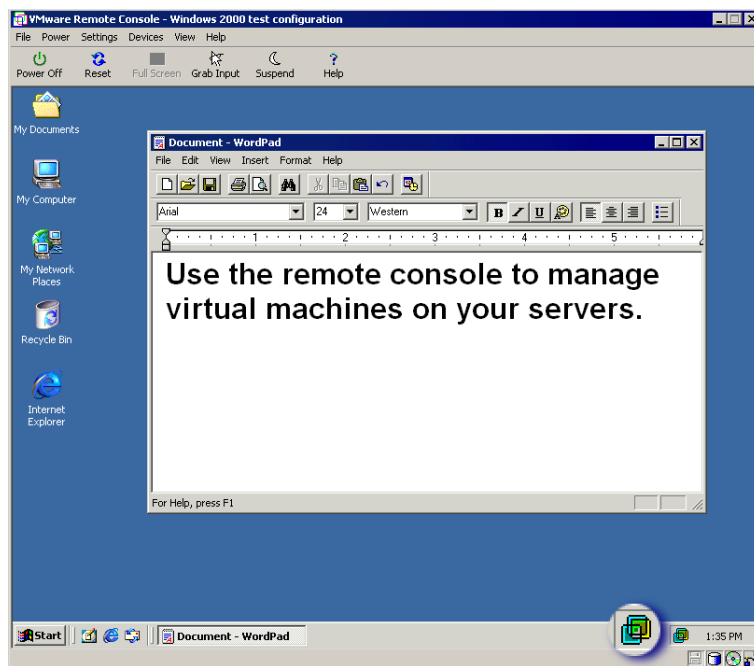 VMware Remote Console - Windows 2000 test configuration
File Power Settings Devices View Help
Power Off Reset Full Screen Grab Input Suspend Help
My Documents
My Computer
My Network
Places
Recycle Bin
Internet
Explorer
Document - WordPad
File Edit View Insert Format Help
Arial 24 Western B I U
1 2 3 4 5
Use the remote console to manage
virtual machines on your servers.
For Help, press F1
Start Document - WordPad 1:35 PM